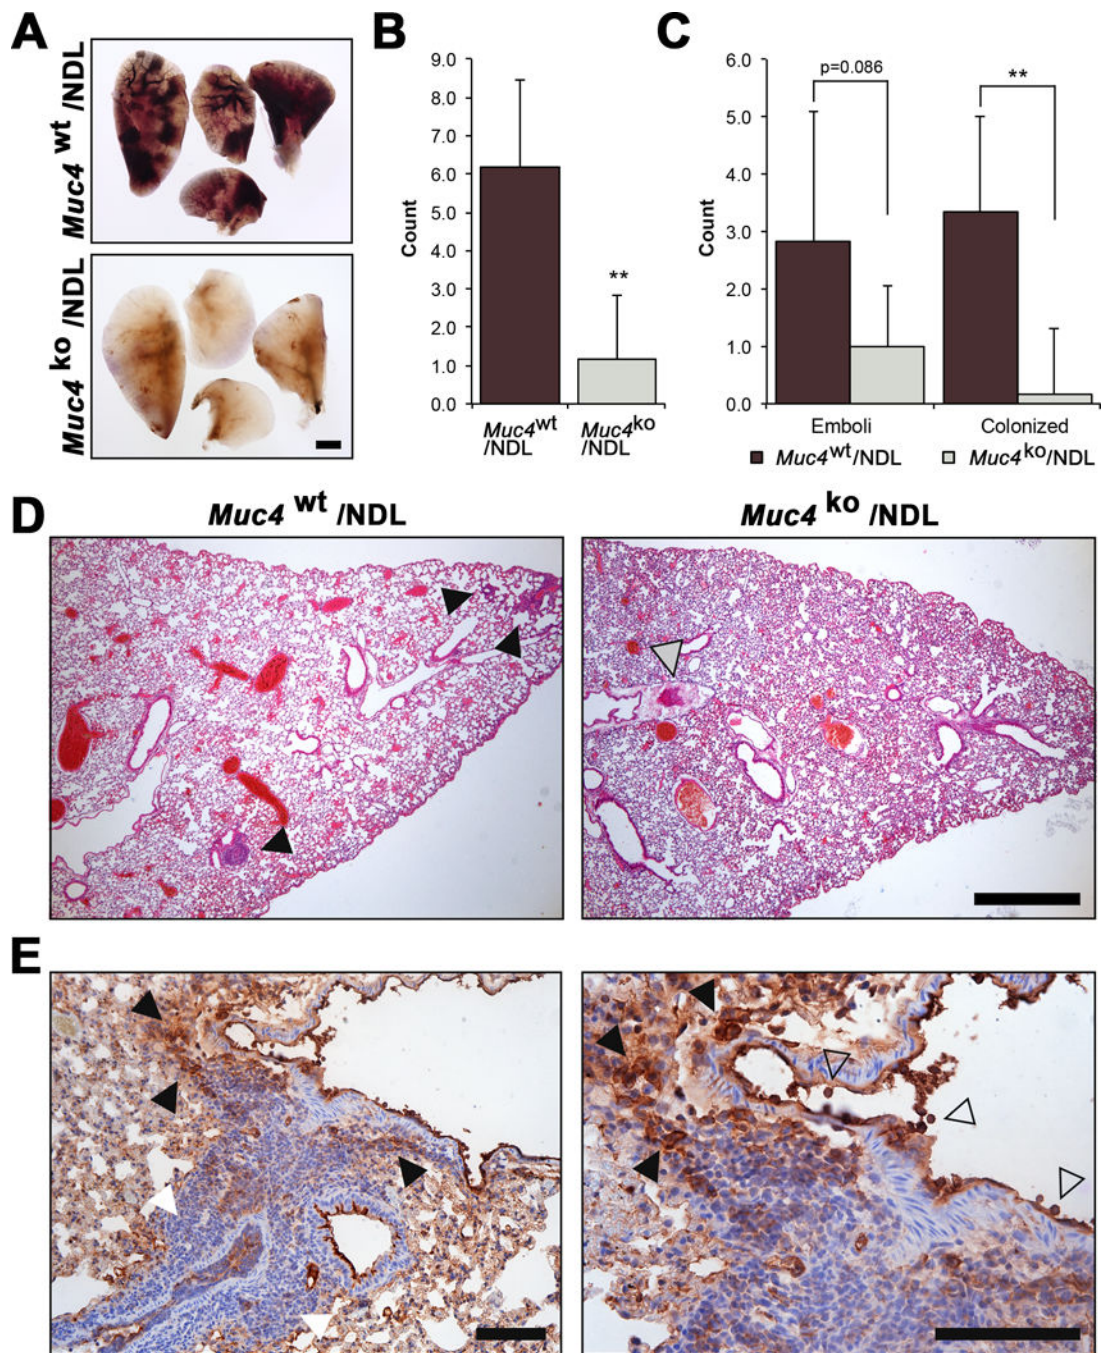 A
Muc4 wt /NDL
Muc4 ko /NDL
B
9.0
8.0
7.0
6.0
5.0
4.0
3.0
2.0
1.0
0.0
Count
**
Muc4wt /NDL
Muc4ko /NDL
C
6.0
5.0
4.0
3.0
2.0
1.0
0.0
Count
p=0.086
**
Emboli
Colonized
Muc4wt/NDL
Muc4ko/NDL
D
Muc4 wt /NDL
Muc4 ko /NDL
E